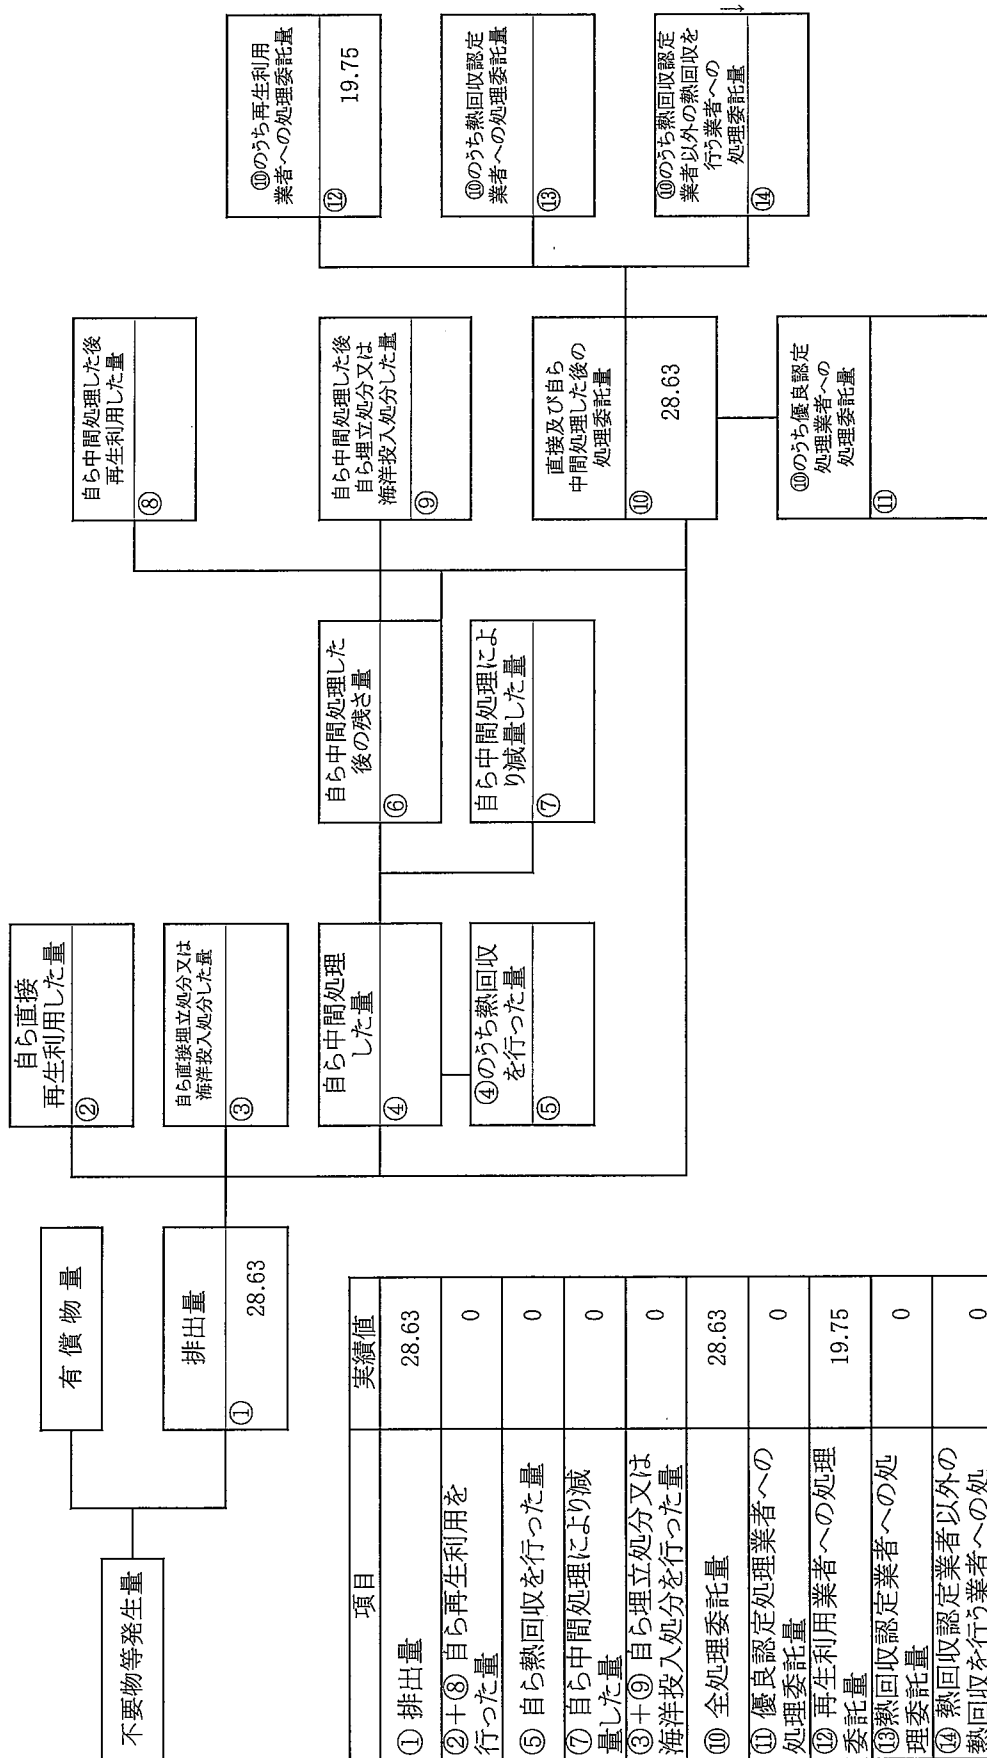 不要物等発生量
有償物量
排出量
①
28.63
自ら直接
再生利用した量
②
自ら直接埋立処分又は
海洋投入処分した量
③
自ら中間処理
した量
④
④のうち熱回収
を行った量
⑤
自ら中間処理した
後の残さ量
⑥
自ら中間処理によ
り減量した量
⑦
自ら中間処理した後
再生利用した量
⑧
自ら中間処理した後
自ら埋立処分又は
海洋投入処分した量
⑨
直接及び自ら
中間処理した後の
処理委託量
⑩
28.63
⑩のうち優良認定
処理業者への
処理委託量
⑪
⑩のうち再生利用
業者への処理委託量
⑫
19.75
⑩のうち熱回収認定
業者への処理委託量
⑬
⑩のうち熱回収認定
業者以外の熱回収を
行う業者への
処理委託量
⑭
項目 実績値
① 排出量 28.63
②+⑧ 自ら再生利用を
行った量 0
⑤ 自ら熱回収を行った量 0
⑦ 自ら中間処理により減
量した量 0
③+⑨ 自ら埋立処分又は
海洋投入処分を行った量 0
⑩ 全処理委託量 28.63
⑪ 優良認定処理業者への
処理委託量 0
⑫ 再生利用業者への処理
委託量 19.75
⑬熱回収認定業者への処
理委託量 0
⑭ 熱回収認定業者以外の
熱回収を行う業者への処 0